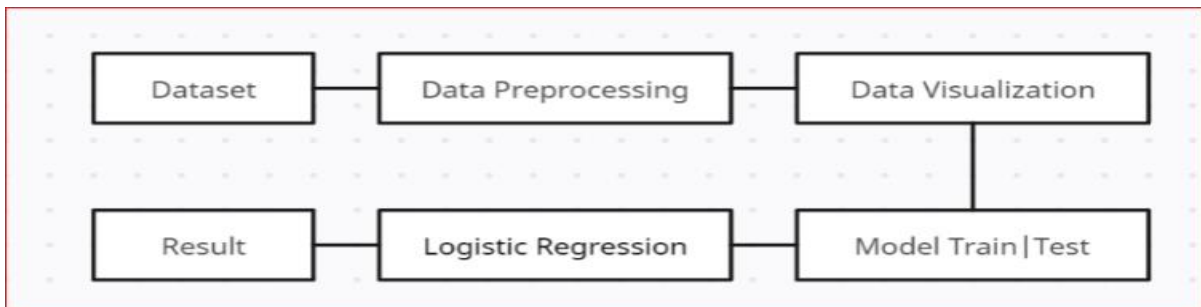 Dataset
Data Preprocessing
Data Visualization
Result
Logistic Regression
Model Train|Test